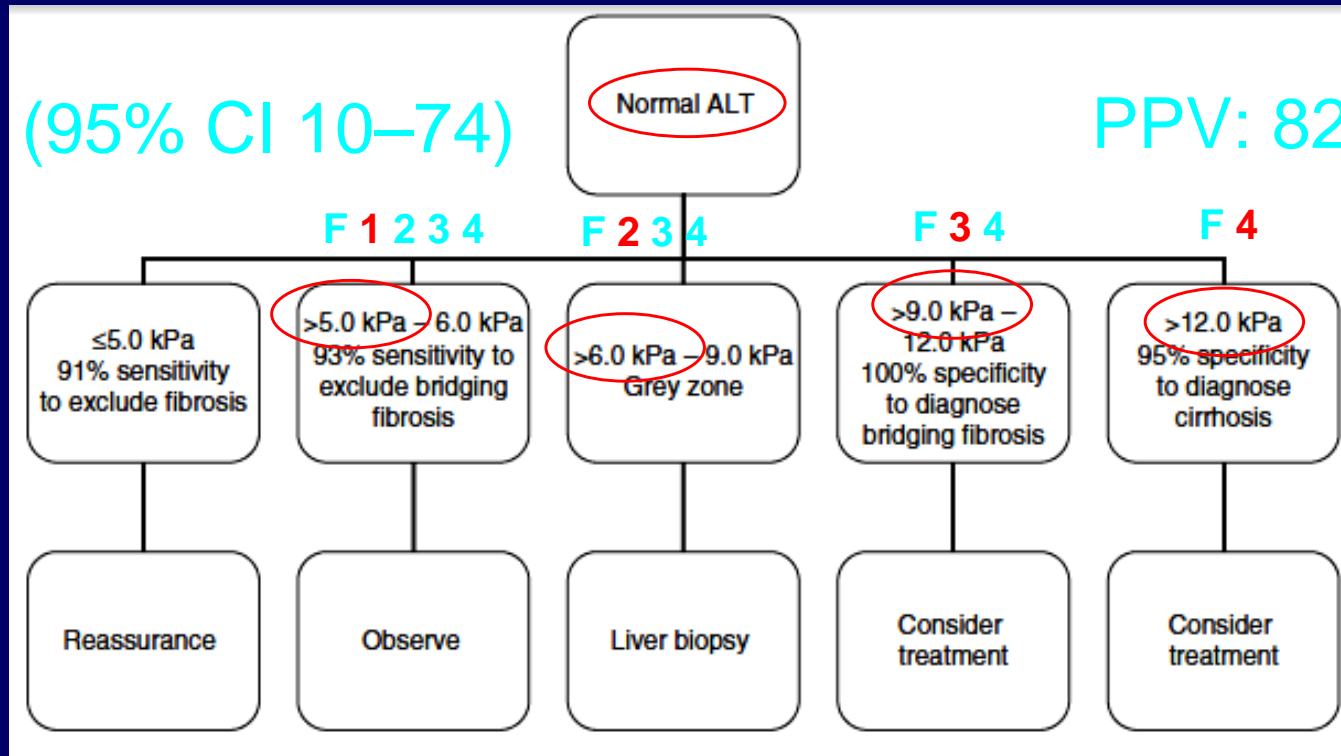 Normal ALT
(95% CI 10–74)
PPV: 82
F 1 2 3 4
F 2 3 4
F 3 4
F 4
≤5.0 kPa
91% sensitivity
to exclude fibrosis
>5.0 kPa – 6.0 kPa
93% sensitivity to
exclude bridging
fibrosis
>6.0 kPa – 9.0 kPa
Grey zone
>9.0 kPa –
12.0 kPa
100% specificity
to diagnose
bridging fibrosis
>12.0 kPa
95% specificity
to diagnose
cirrhosis
Reassurance
Observe
Liver biopsy
Consider
treatment
Consider
treatment